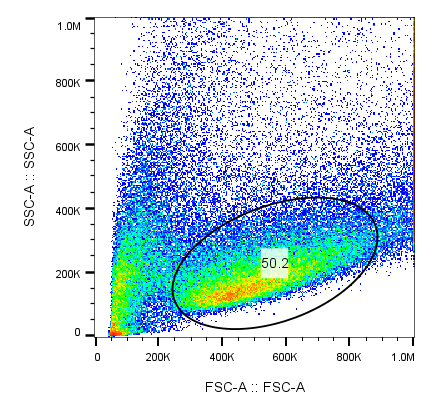 1.0M
800K
600K
400K
200K
0
SSC-A :: SSC-A
50.2
0 200K 400K 600K 800K 1.0M
FSC-A :: FSC-A